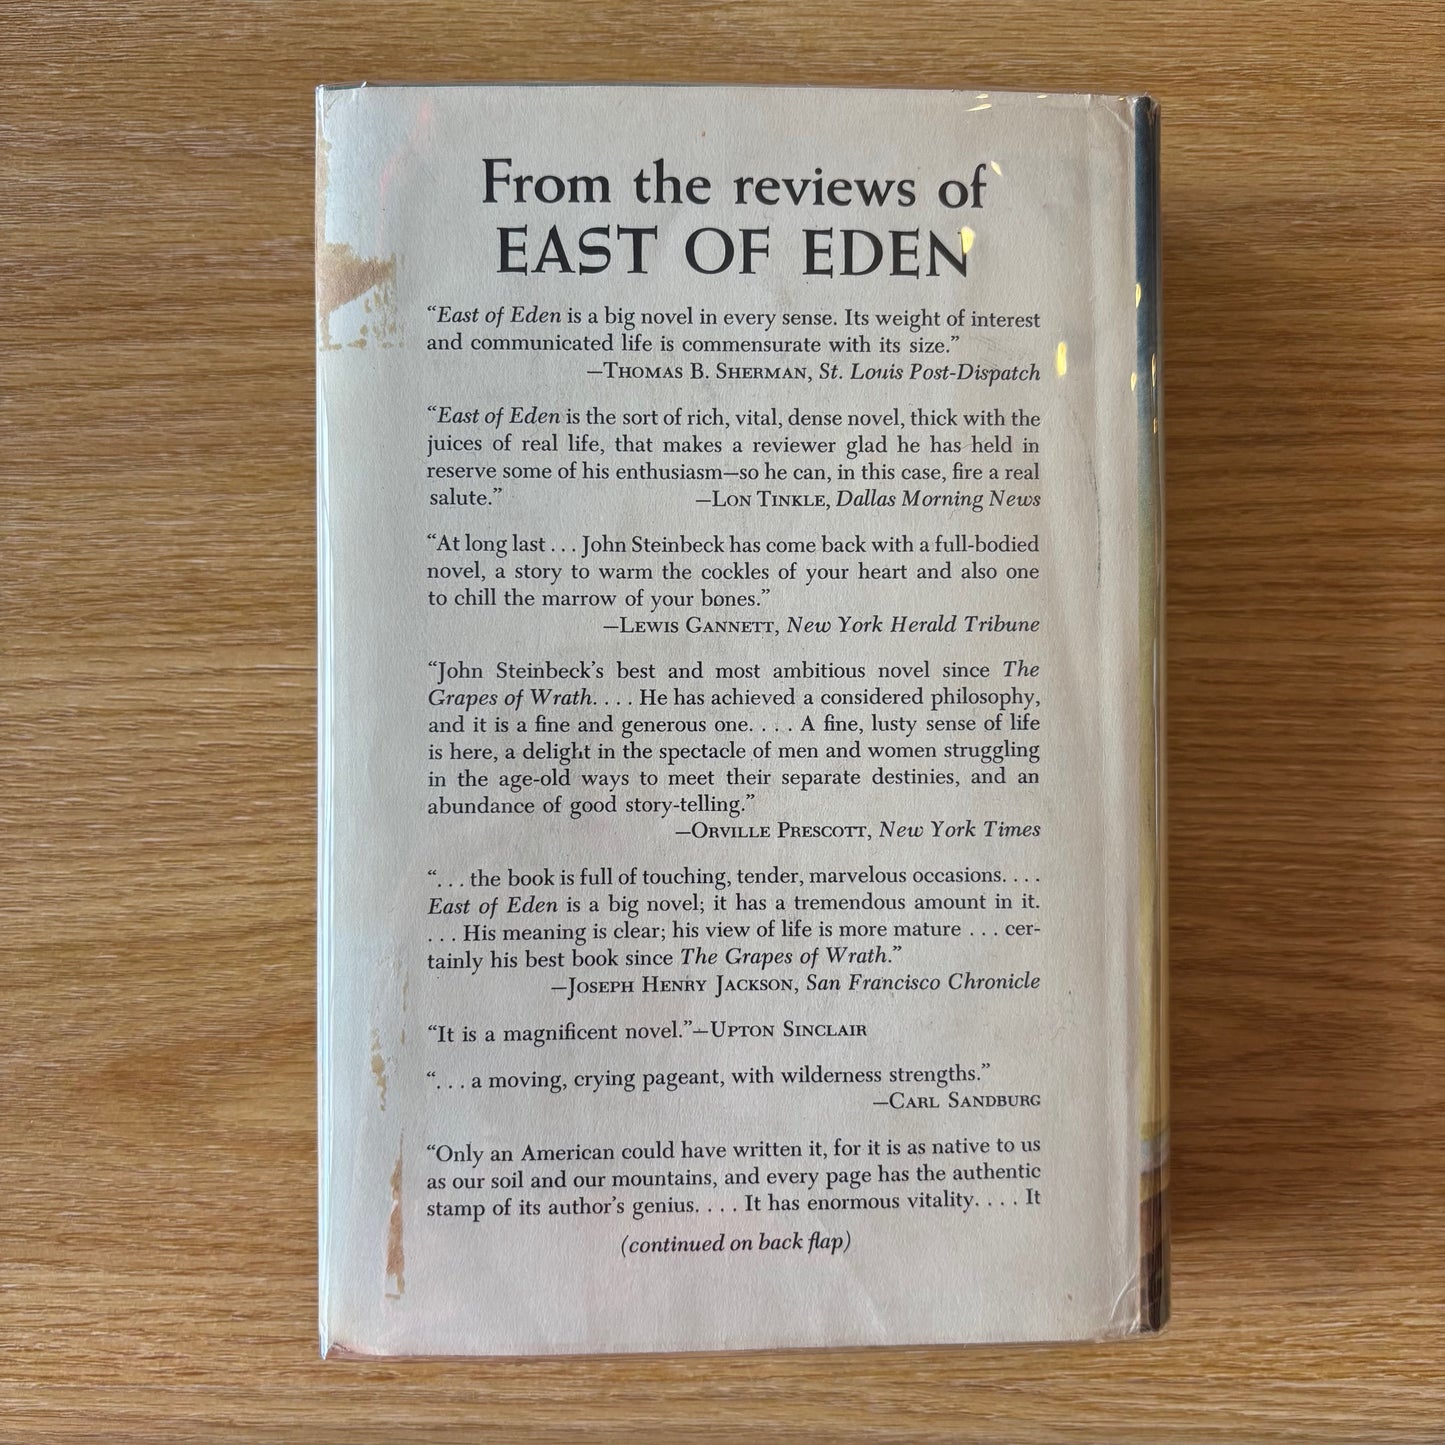 From the reviews of
EAST OF EDEN
“East of Eden is a big novel in every sense. Its weight of interest
and communicated life is commensurate with its size.”
—THOMAS B. SHERMAN, St. Louis Post-Dispatch
“East of Eden is the sort of rich, vital, dense novel, thick with the
juices of real life, that makes a reviewer glad he has held in
reserve some of his enthusiasm—so he can, in this case, fire a real
salute.” —LON TINKLE, Dallas Morning News
“At long last . . . John Steinbeck has come back with a full-bodied
novel, a story to warm the cockles of your heart and also one
to chill the marrow of your bones.”
—LEWIS GANNETT, New York Herald Tribune
“John Steinbeck’s best and most ambitious novel since The
Grapes of Wrath. . . . He has achieved a considered philosophy,
and it is a fine and generous one. . . . A fine, lusty sense of life
is here, a delight in the spectacle of men and women struggling
in the age-old ways to meet their separate destinies, and an
abundance of good story-telling.”
—ORVILLE PRESCOTT, New York Times
“. . . the book is full of touching, tender, marvelous occasions. . . .
East of Eden is a big novel; it has a tremendous amount in it.
. . . His meaning is clear; his view of life is more mature . . . cer-
tainly his best book since The Grapes of Wrath.”
—JOSEPH HENRY JACKSON, San Francisco Chronicle
“It is a magnificent novel.”—UPTON SINCLAIR
“. . . a moving, crying pageant, with wilderness strengths.”
—CARL SANDBURG
“Only an American could have written it, for it is as native to us
as our soil and our mountains, and every page has the authentic
stamp of its author’s genius. . . . It has enormous vitality. . . . It
(continued on back flap)